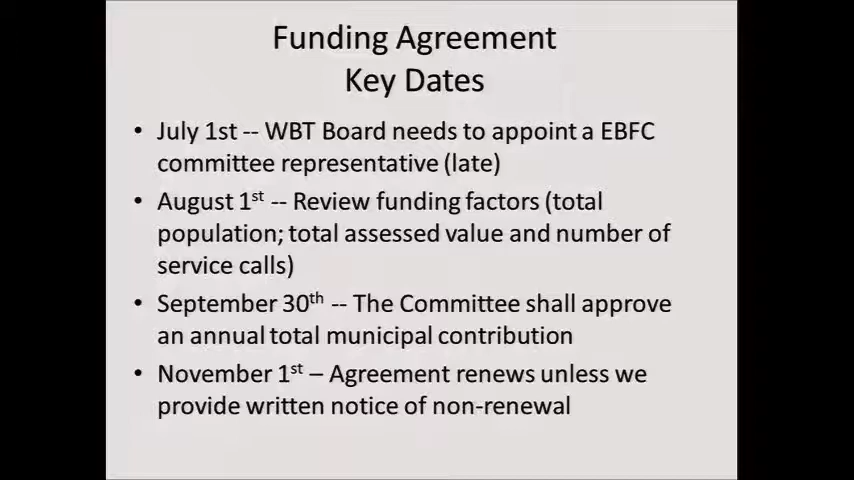 Funding Agreement
Key Dates
• July 1st -- WBT Board needs to appoint a EBFC
committee representative (late)
• August 1st -- Review funding factors (total
population; total assessed value and number of
service calls)
• September 30th -- The Committee shall approve
an annual total municipal contribution
• November 1st – Agreement renews unless we
provide written notice of non-renewal